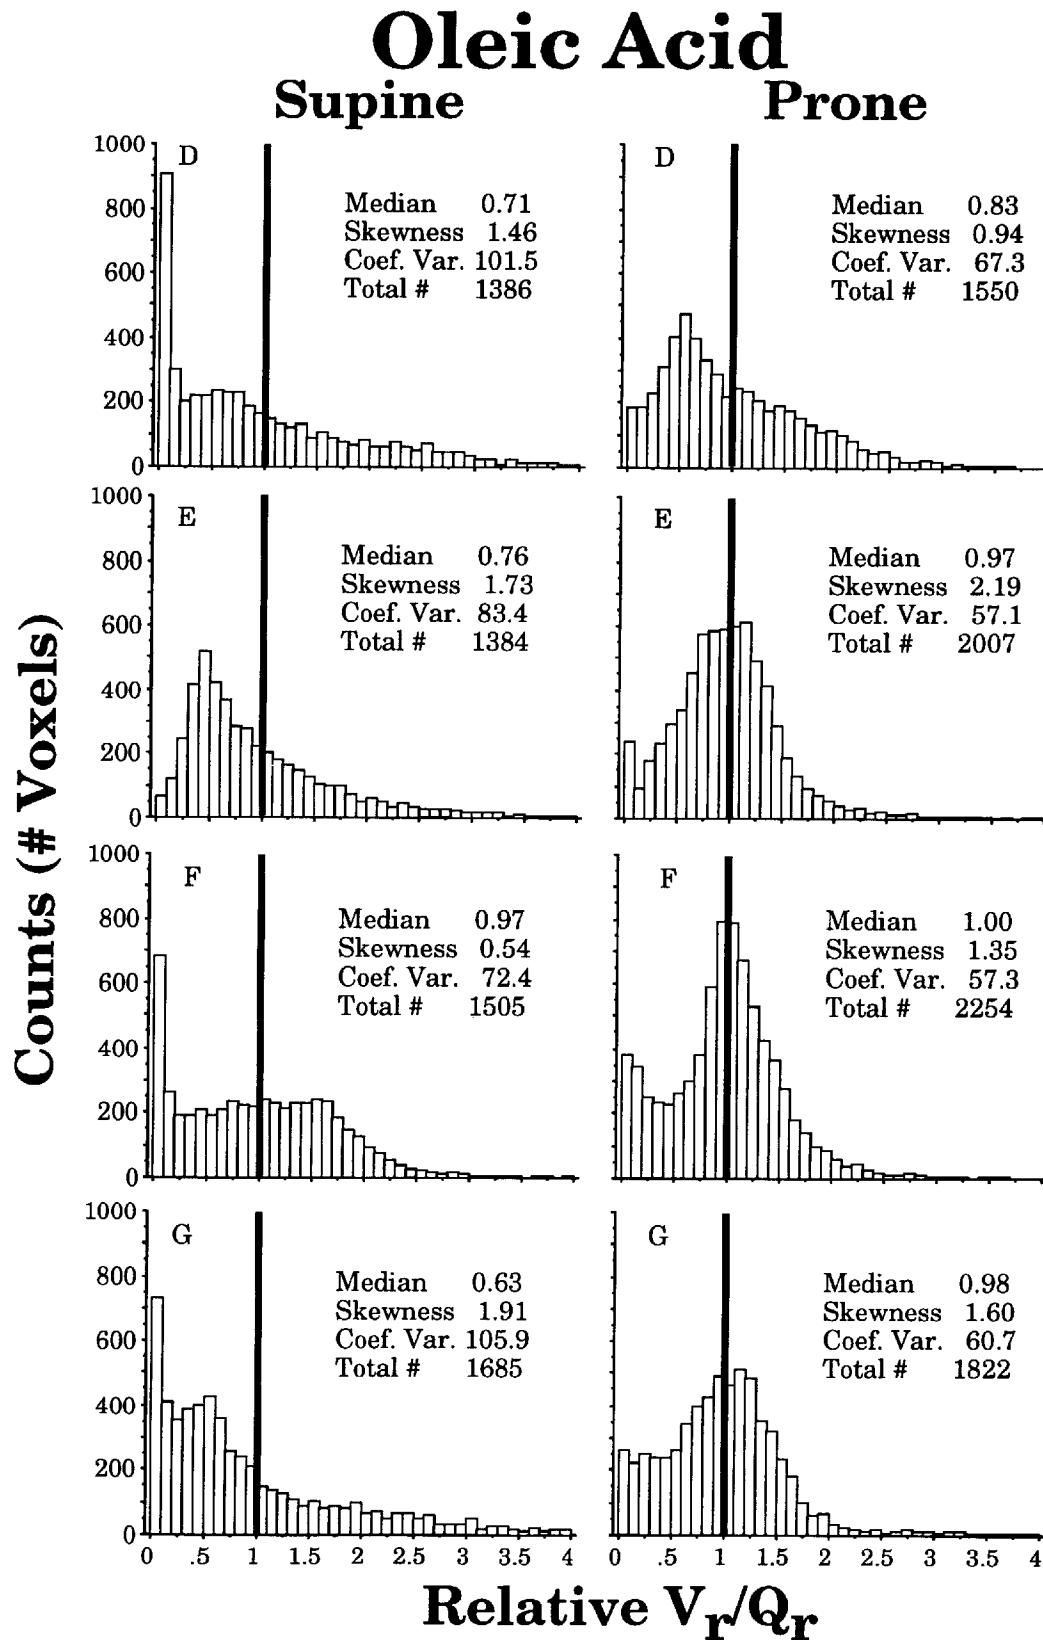 Oleic Acid
Supine
Prone
Counts (# Voxels)
1000
800
600
400
200
0
D
Median 0.71
Skewness 1.46
Coef. Var. 101.5
Total # 1386
D
Median 0.83
Skewness 0.94
Coef. Var. 67.3
Total # 1550
1000
800
600
400
200
0
E
Median 0.76
Skewness 1.73
Coef. Var. 83.4
Total # 1384
E
Median 0.97
Skewness 2.19
Coef. Var. 57.1
Total # 2007
1000
800
600
400
200
0
F
Median 0.97
Skewness 0.54
Coef. Var. 72.4
Total # 1505
F
Median 1.00
Skewness 1.35
Coef. Var. 57.3
Total # 2254
1000
800
600
400
200
0
G
Median 0.63
Skewness 1.91
Coef. Var. 105.9
Total # 1685
G
Median 0.98
Skewness 1.60
Coef. Var. 60.7
Total # 1822
0 .5 1 1.5 2 2.5 3 3.5 4
0 .5 1 1.5 2 2.5 3 3.5 4
Relative Vr/Qr